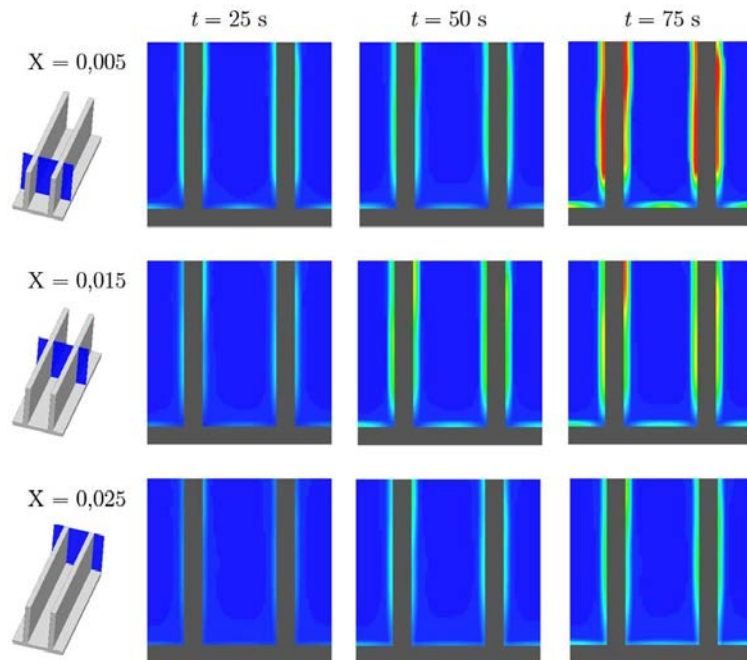 t = 25 s
t = 50 s
t = 75 s
X = 0,005
X = 0,015
X = 0,025